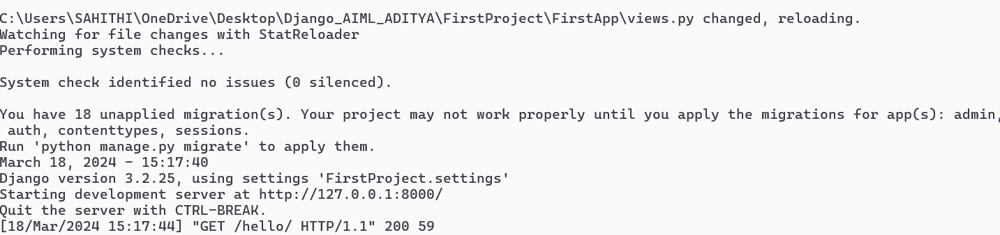 C:\Users\SAHITHI\OneDrive\Desktop\Django_AIML_ADITYA\FirstProject\FirstApp\views.py changed, reloading.
Watching for file changes with StatReloader
Performing system checks...
System check identified no issues (0 silenced).
You have 18 unapplied migration(s). Your project may not work properly until you apply the migrations for app(s): admin,
auth, contenttypes, sessions.
Run 'python manage.py migrate' to apply them.
March 18, 2024 - 15:17:40
Django version 3.2.25, using settings 'FirstProject.settings'
Starting development server at http://127.0.0.1:8000/
Quit the server with CTRL-BREAK.
[18/Mar/2024 15:17:44] "GET /hello/ HTTP/1.1" 200 59